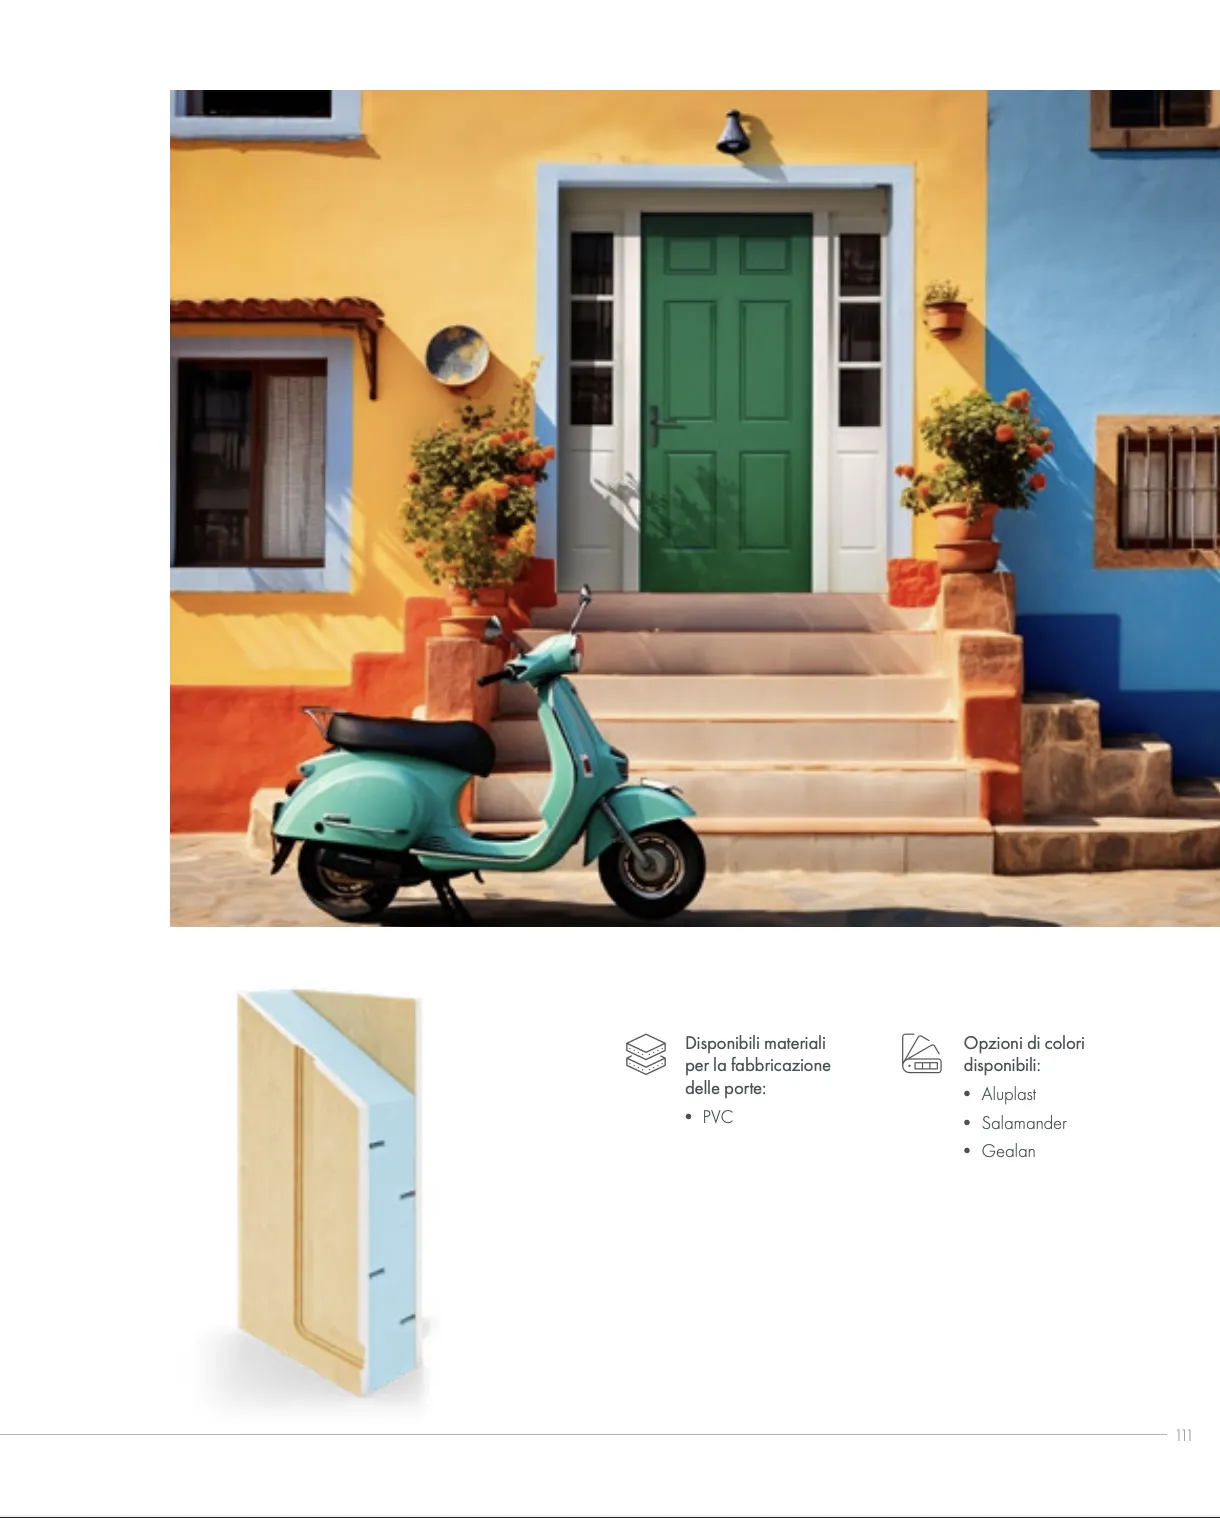 Disponibili materiali
per la fabbricazione
delle porte:
• PVC
Opzioni di colori
disponibili:
• Aluplast
• Salamander
• Gealan
111